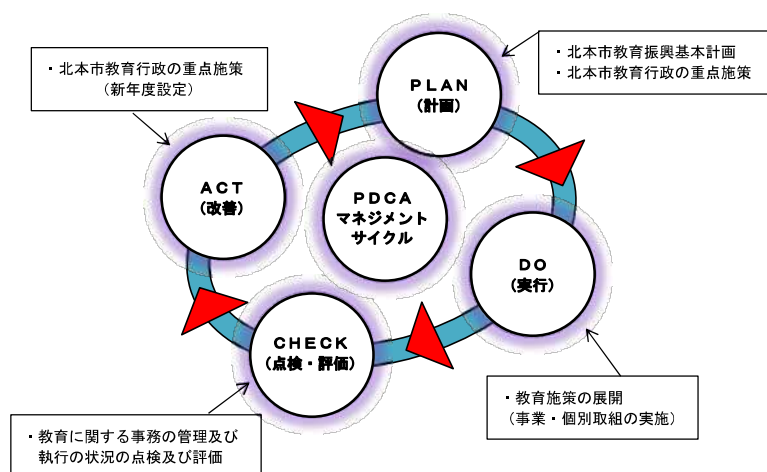 ・北本市教育行政の重点施策
（新年度設定）
・北本市教育振興基本計画
・北本市教育行政の重点施策
ＰＬＡＮ
（計画）
ＡＣＴ
（改善）
ＰＤＣＡ
マネジメント
サイクル
ＤＯ
（実行）
ＣＨＥＣＫ
（点検・評価）
・教育施策の展開
（事業・個別取組の実施）
・教育に関する事務の管理及び
執行の状況の点検及び評価